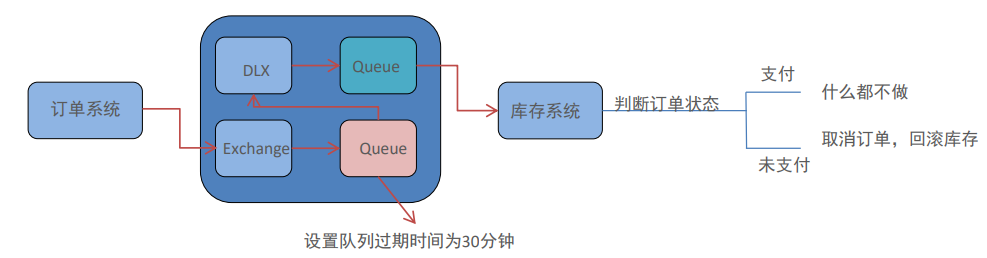 DLX
Queue
支付
什么都不做
订单系统
库存系统
判断订单状态
Exchange
Queue
取消订单，回滚库存
未支付
设置队列过期时间为30分钟